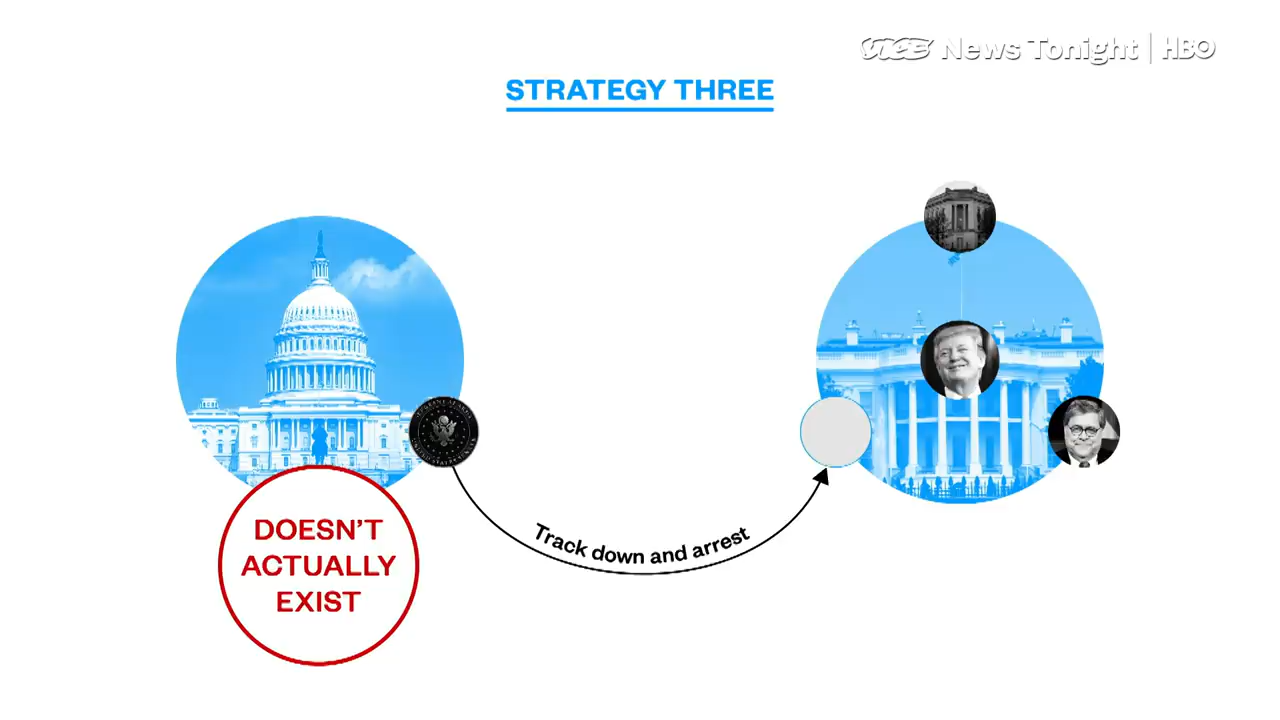 VICE News Tonight | HBO
STRATEGY THREE
DOESN'T
ACTUALLY
EXIST
Track down and arrest